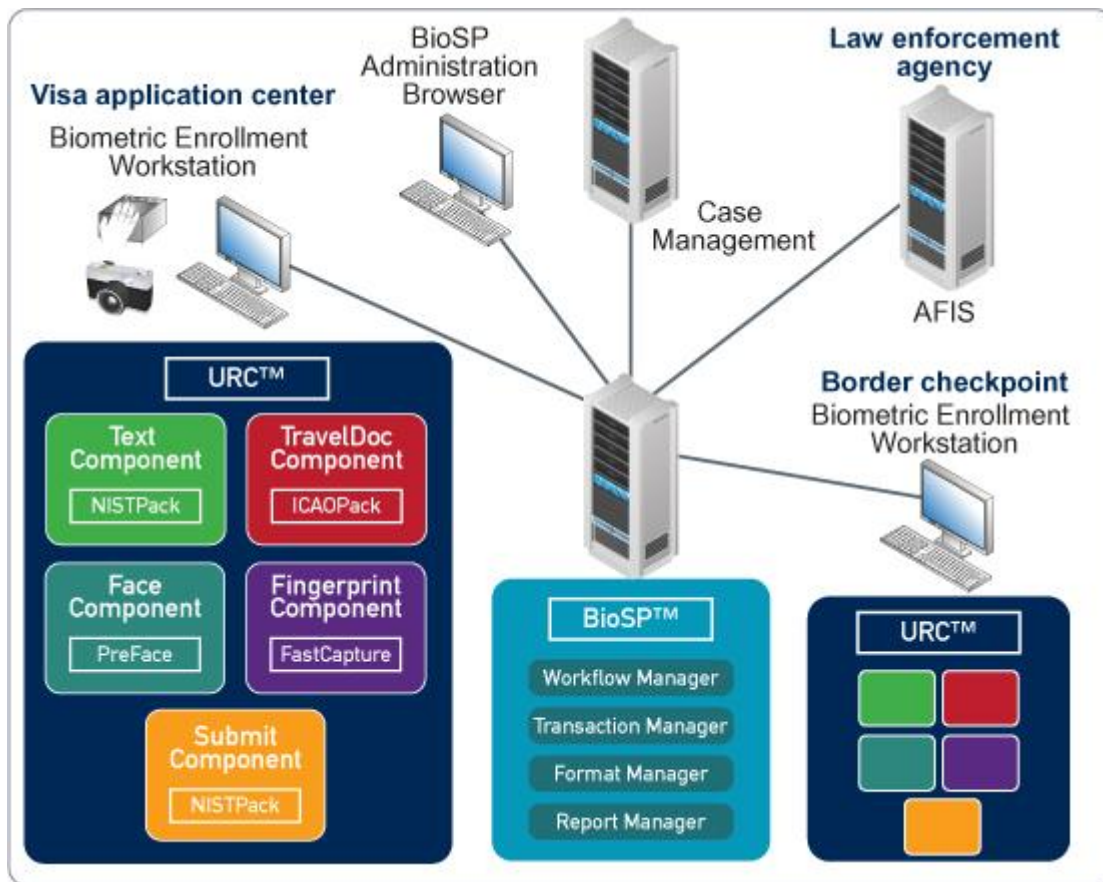 Visa application center
Biometric Enrollment
Workstation
BioSP
Administration
Browser
Case
Management
Law enforcement
agency
AFIS
Border checkpoint
Biometric Enrollment
Workstation
URC™
Text
Component
NISTPack
TravelDoc
Component
ICAOPack
Face
Component
PreFace
Fingerprint
Component
FastCapture
Submit
Component
NISTPack
BioSP™
Workflow Manager
Transaction Manager
Format Manager
Report Manager
URC™